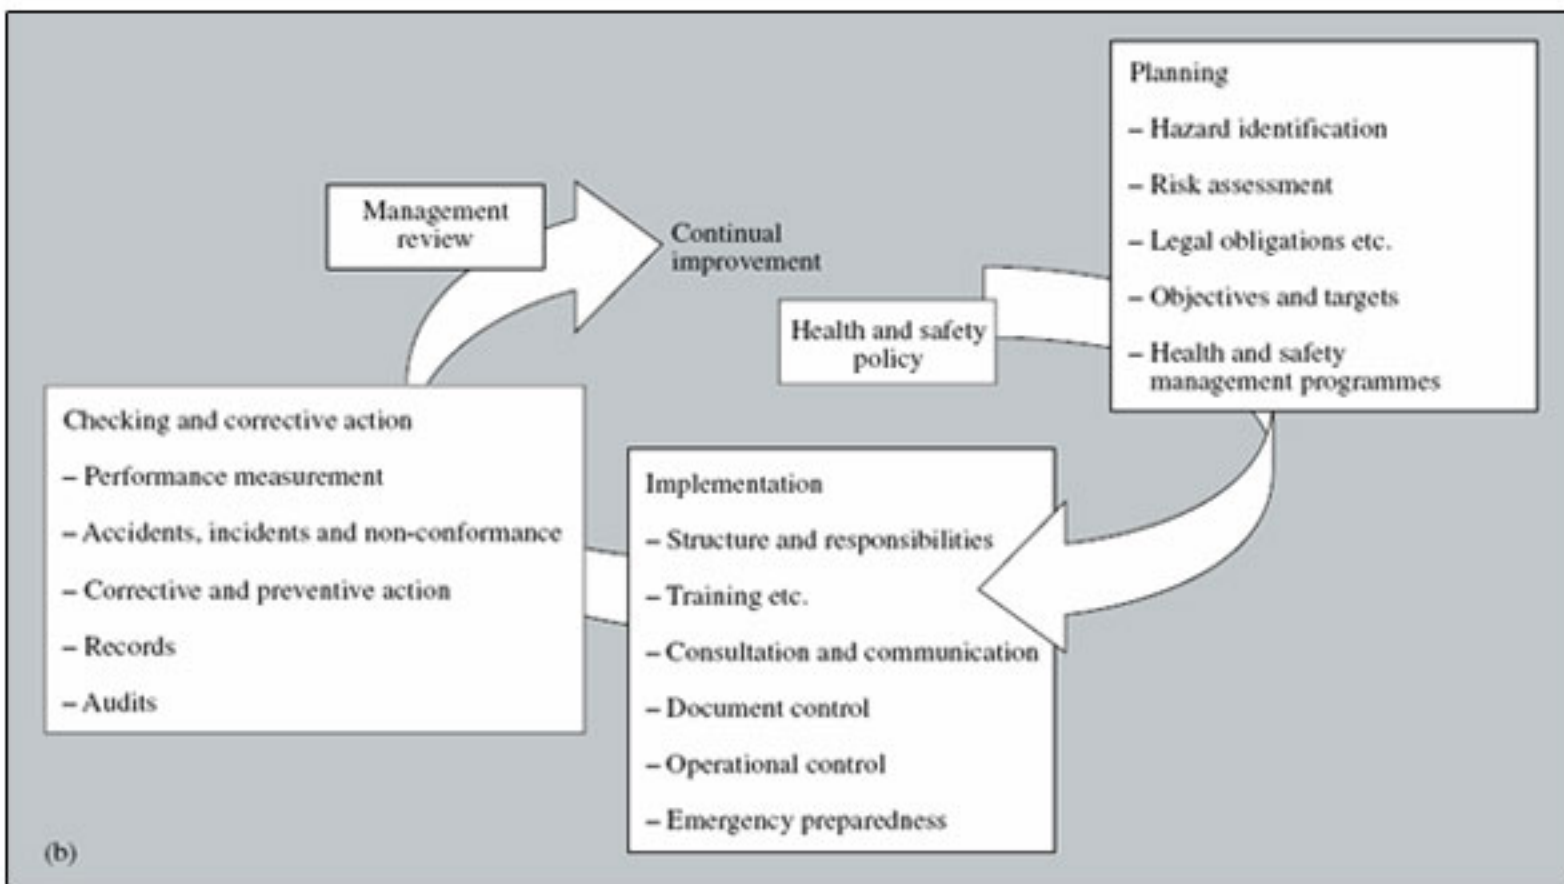 Planning
– Hazard identification
– Risk assessment
– Legal obligations etc.
– Objectives and targets
– Health and safety
management programmes
Management
review
Continual
improvement
Health and safety
policy
Checking and corrective action
– Performance measurement
– Accidents, incidents and non-conformance
– Corrective and preventive action
– Records
– Audits
Implementation
– Structure and responsibilities
– Training etc.
– Consultation and communication
– Document control
– Operational control
– Emergency preparedness
(b)